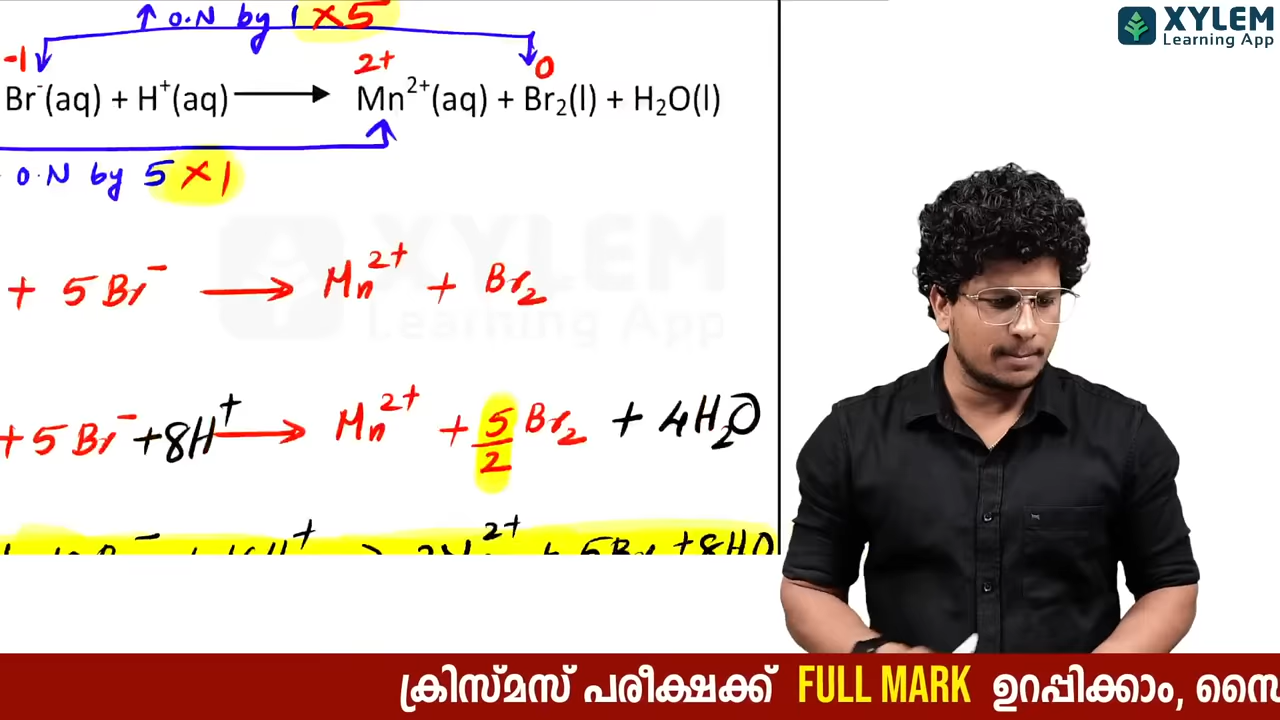 ↑ O.N by 1 ×5
XYLEM
Learning App
-1 2+ 0
Br⁻(aq) + H⁺(aq) ⟶ Mn²⁺(aq) + Br₂(l) + H₂O(l)
O.N by 5 ×1
XYLEM
Learning App
+ 5Br⁻ ⟶ Mn²⁺ + Br₂
+5Br⁻+8H⁺ ⟶ Mn²⁺ + 5/2 Br₂ + 4H₂O
ക്രിസ്മസ് പരീക്ഷക്ക് FULL MARK ഉറപ്പിക്കാം,